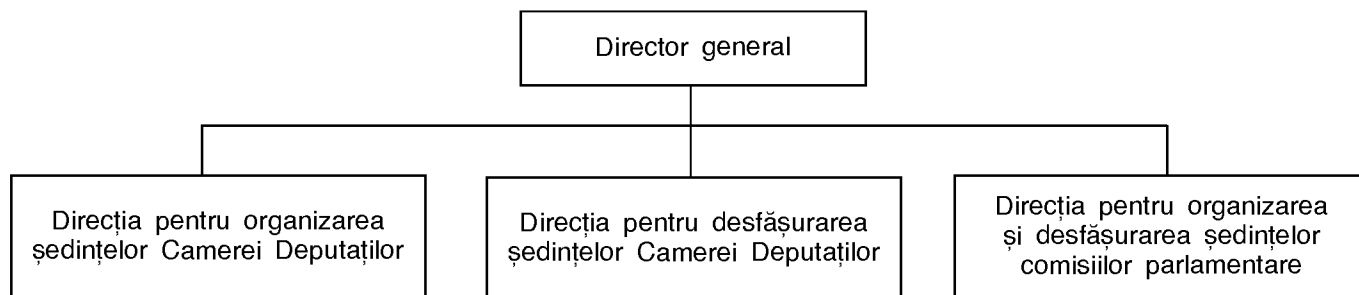 Director general
Direcția pentru organizarea
ședințelor Camerei Deputaților
Direcția pentru desfășurarea
ședințelor Camerei Deputaților
Direcția pentru organizarea
și desfășurarea ședințelor
comisiilor parlamentare